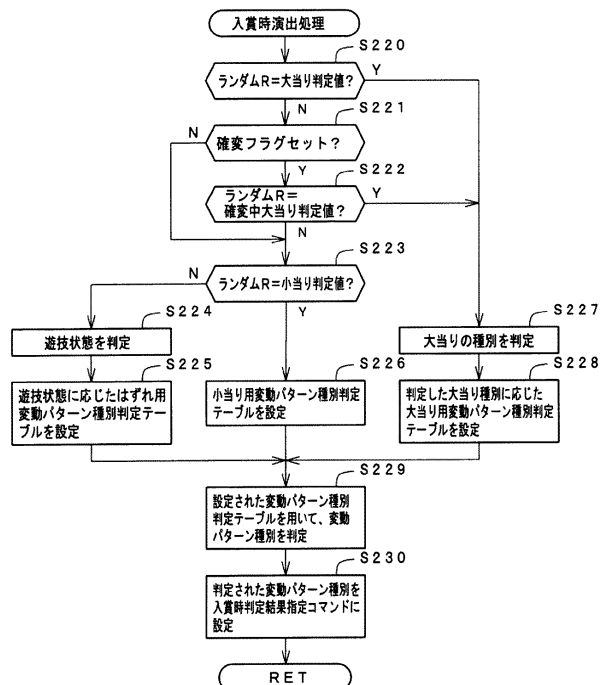 入賞時演出処理
S220
ランダムR=大当り判定値?
Y
N
S221
確変フラグセット?
N
Y
S222
ランダムR=
確変中大当り判定値?
Y
N
S223
ランダムR=小当り判定値?
N
Y
S224
遊技状態を判定
S227
大当りの種別を判定
S225
遊技状態に応じたはずれ用
変動パターン種別判定テー
ブルを設定
S226
小当り用変動パターン種別判定
テーブルを設定
S228
判定した大当り種別に応じた
大当り用変動パターン種別判定
テーブルを設定
S229
設定された変動パターン種別
判定テーブルを用いて、変動
パターン種別を判定
S230
判定された変動パターン種別を
入賞時判定結果指定コマンドに
設定
RET